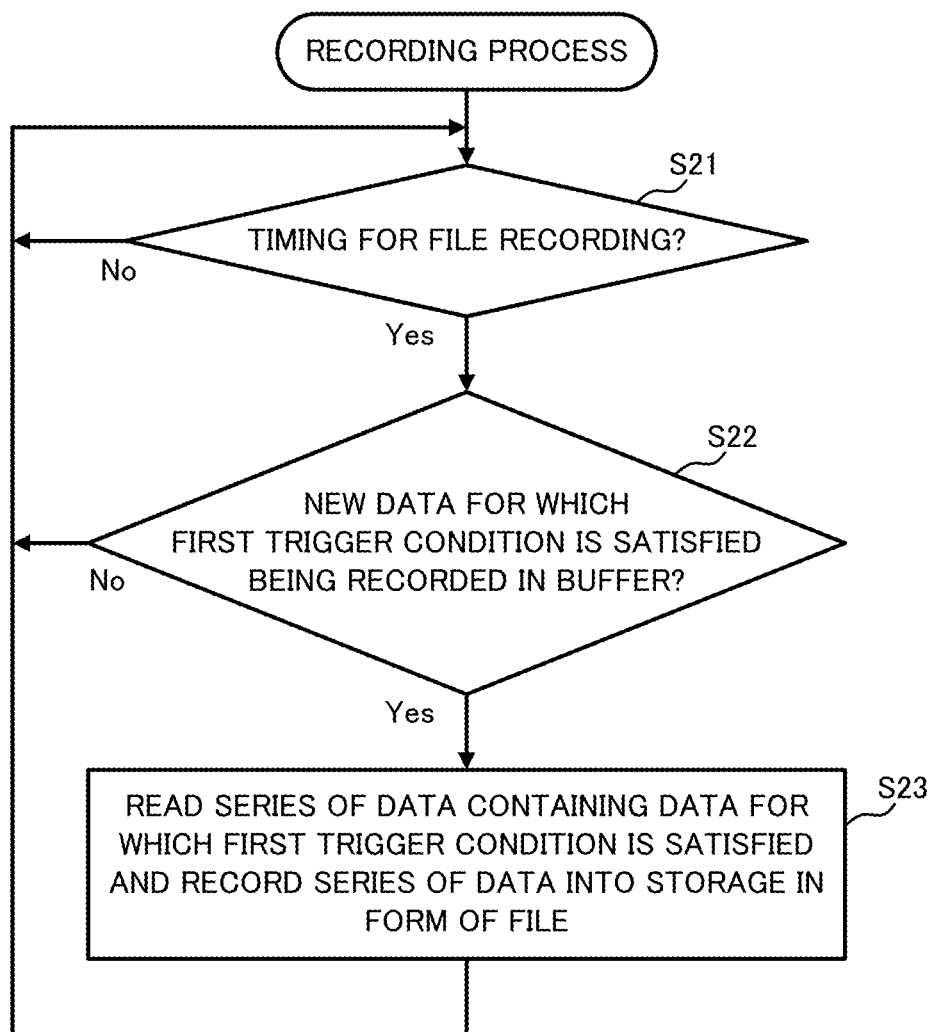 RECORDING PROCESS
S21
TIMING FOR FILE RECORDING?
No
Yes
S22
NEW DATA FOR WHICH
FIRST TRIGGER CONDITION IS SATISFIED
BEING RECORDED IN BUFFER?
No
Yes
S23
READ SERIES OF DATA CONTAINING DATA FOR
WHICH FIRST TRIGGER CONDITION IS SATISFIED
AND RECORD SERIES OF DATA INTO STORAGE IN
FORM OF FILE